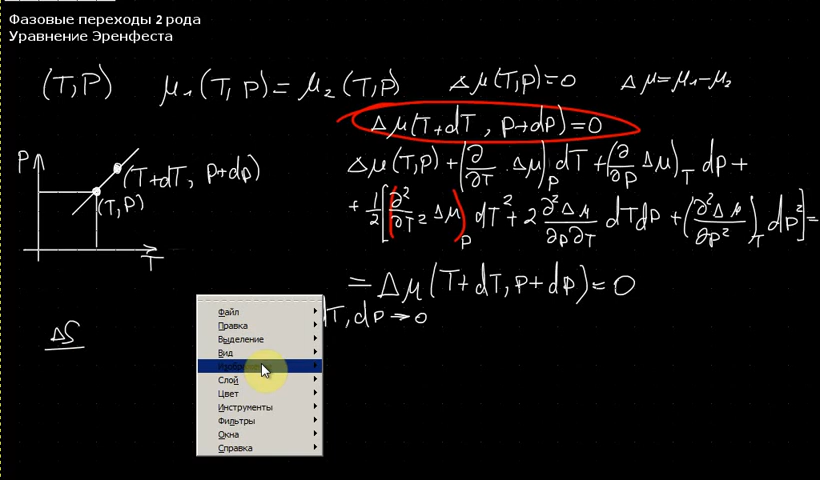 Фазовые переходы 2 рода
Уравнение Эренфеста
(T,P) μ₁(T,P) = μ₂(T,P) Δμ(T,P)=0 Δμ=μ₁-μ₂
Δμ(T+dT, P+dP)=0
P (T+dT, P+dP)
(T,P)
T
Δμ(T,P)+(∂/∂T Δμ)_P dT+(∂/∂P Δμ)_T dP+
+1/2[(∂²/∂T² Δμ)_P dT²+2 ∂²Δμ/∂P∂T dTdP+(∂²Δμ/∂P²)_T dP²]=
=Δμ(T+dT, P+dP)=0
dT, dP→0
ΔS
Файл
Правка
Выделение
Вид
Слой
Цвет
Инструменты
Фильтры
Окна
Справка